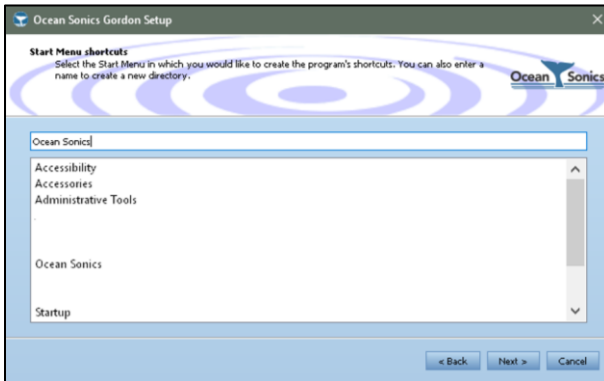 Ocean Sonics Gordon Setup
Start Menu shortcuts
Select the Start Menu in which you would like to create the program's shortcuts. You can also enter a
name to create a new directory.
Ocean Sonics
Ocean Sonics
Accessibility
Accessories
Administrative Tools
Ocean Sonics
Startup
< Back Next > Cancel